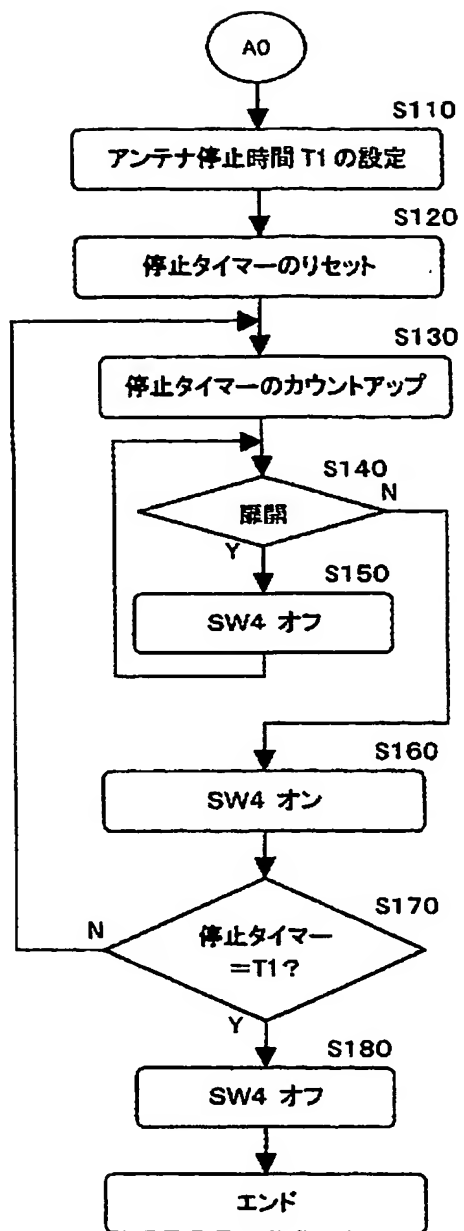 A0
S110
アンテナ停止時間 T1 の設定
S120
停止タイマーのリセット
S130
停止タイマーのカウントアップ
S140
扉開
N
Y
S150
SW4 オフ
S160
SW4 オン
S170
停止タイマー
=T1?
N
Y
S180
SW4 オフ
エンド